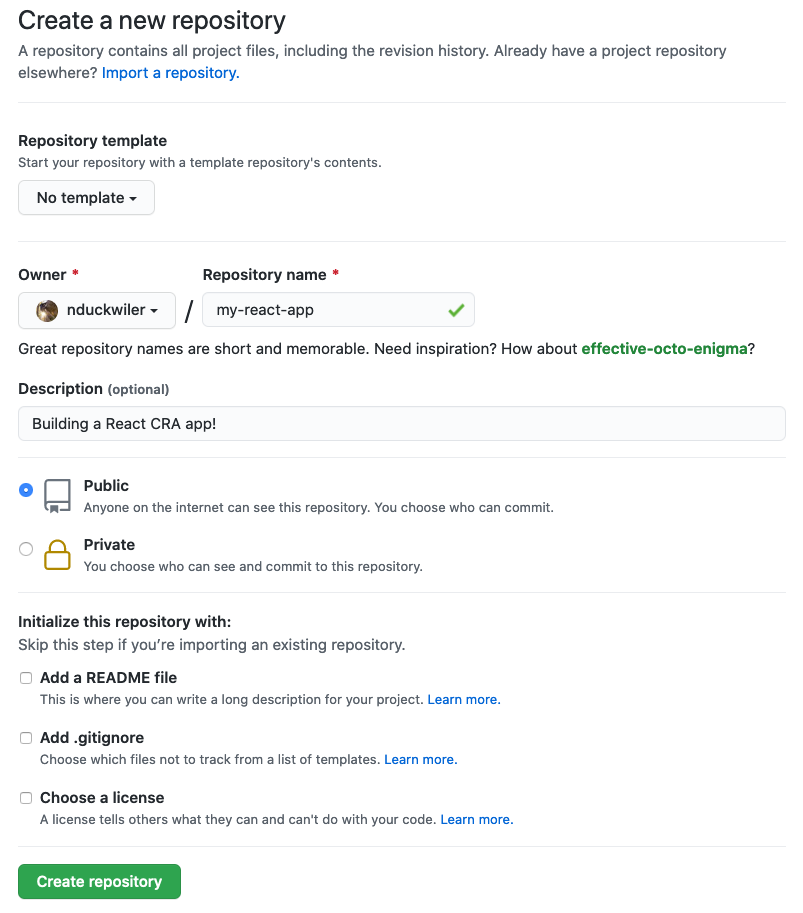 Create a new repository
A repository contains all project files, including the revision history. Already have a project repository
elsewhere? Import a repository.
Repository template
Start your repository with a template repository's contents.
No template
Owner * Repository name *
nduckwiler / my-react-app
Great repository names are short and memorable. Need inspiration? How about effective-octo-enigma?
Description (optional)
Building a React CRA app!
Public
Anyone on the internet can see this repository. You choose who can commit.
Private
You choose who can see and commit to this repository.
Initialize this repository with:
Skip this step if you’re importing an existing repository.
Add a README file
This is where you can write a long description for your project. Learn more.
Add .gitignore
Choose which files not to track from a list of templates. Learn more.
Choose a license
A license tells others what they can and can't do with your code. Learn more.
Create repository